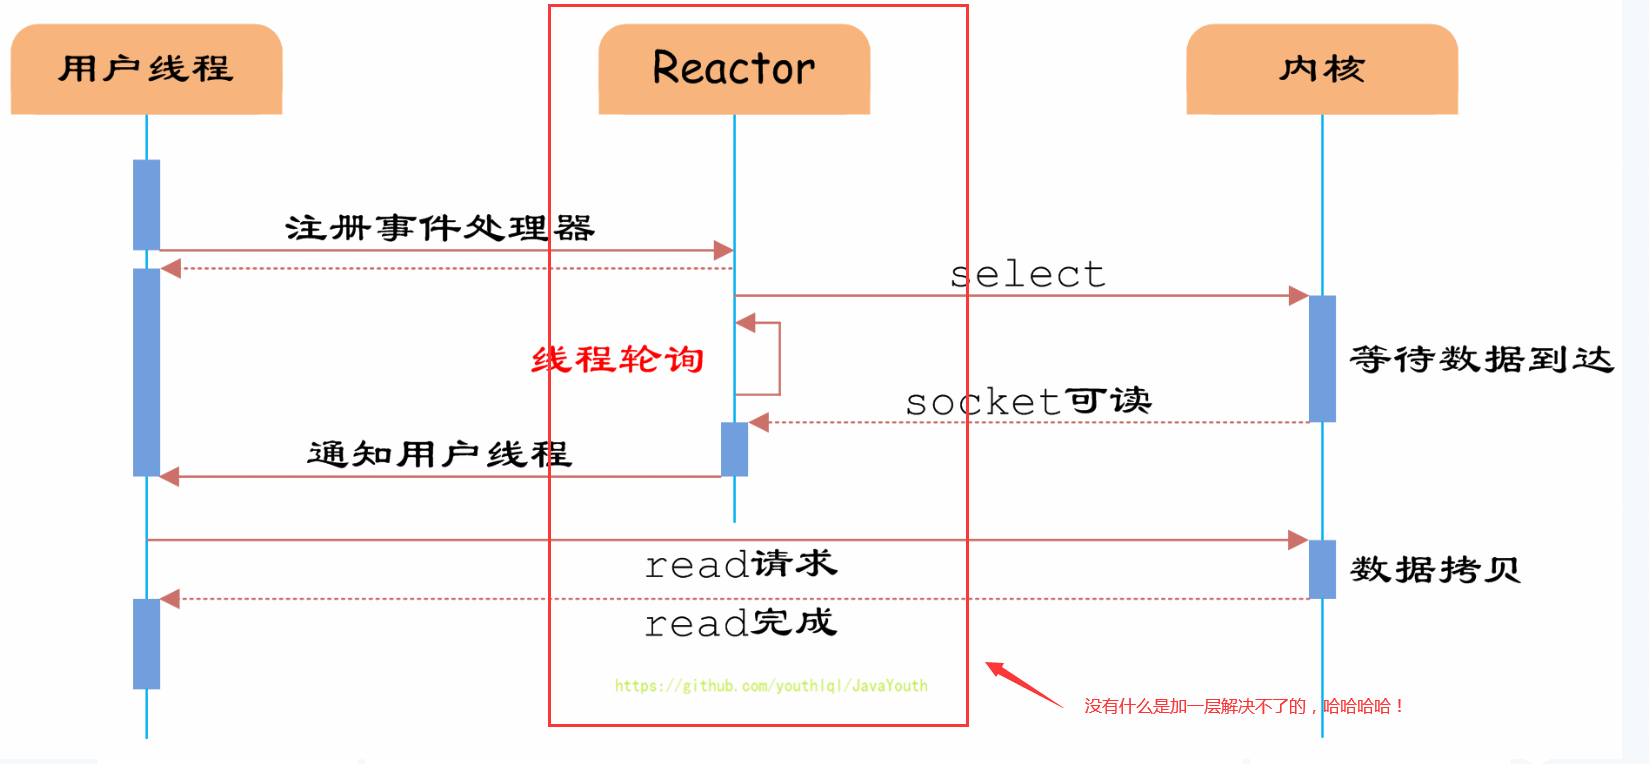 用户线程
Reactor
内核
注册事件处理器
select
线程轮询
等待数据到达
socket可读
通知用户线程
read请求
数据拷贝
read完成
https://github.com/youthlql/JavaYouth
没有什么是加一层解决不了的，哈哈哈哈！